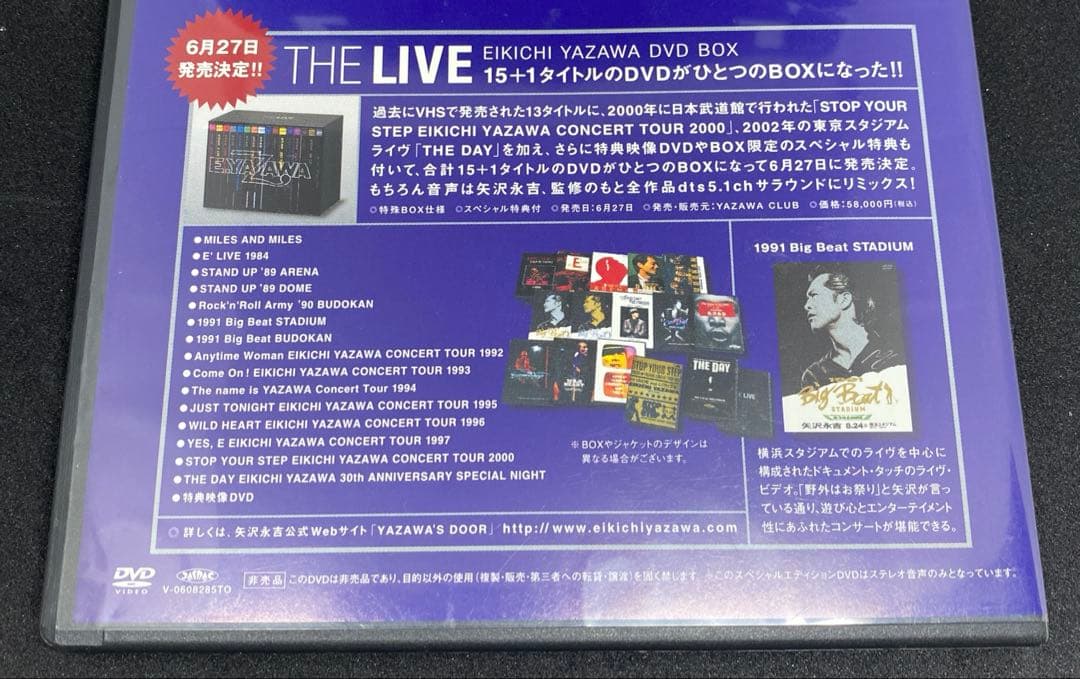 6月27日
発売決定!!
THE LIVE EIKICHI YAZAWA DVD BOX
15+1タイトルのDVDがひとつのBOXになった!!
E.YAZAWA
過去にVHSで発売された13タイトルに、2000年に日本武道館で行われた「STOP YOUR
STEP EIKICHI YAZAWA CONCERT TOUR 2000」、2002年の東京スタジアム
ライヴ「THE DAY」を加え、さらに特典映像DVDやBOX限定のスペシャル特典も
付いて、合計15+1タイトルのDVDがひとつのBOXになって6月27日に発売決定。
もちろん音声は矢沢永吉、監修のもと全作品dts5.1chサラウンドにリミックス!
◎特殊BOX仕様 ◎スペシャル特典付 ◎発売日:6月27日 ◎発売・販売元:YAZAWA CLUB ◎価格:58,000円(税込)
●MILES AND MILES
●E' LIVE 1984
●STAND UP '89 ARENA
●STAND UP '89 DOME
●Rock'n'Roll Army '90 BUDOKAN
●1991 Big Beat STADIUM
●1991 Big Beat BUDOKAN
●Anytime Woman EIKICHI YAZAWA CONCERT TOUR 1992
●Come On! EIKICHI YAZAWA CONCERT TOUR 1993
●The name is YAZAWA Concert Tour 1994
●JUST TONIGHT EIKICHI YAZAWA CONCERT TOUR 1995
●WILD HEART EIKICHI YAZAWA CONCERT TOUR 1996
●YES, E EIKICHI YAZAWA CONCERT TOUR 1997
●STOP YOUR STEP EIKICHI YAZAWA CONCERT TOUR 2000
●THE DAY EIKICHI YAZAWA 30th ANNIVERSARY SPECIAL NIGHT
●特典映像DVD
STOP YOUR STEP
THE DAY
THE LIVE
※BOXやジャケットのデザインは
異なる場合がございます。
1991 Big Beat STADIUM
Big Beat
STADIUM
矢沢永吉 8.24
横浜スタジアムでのライヴを中心に
構成されたドキュメント・タッチのライヴ・
ビデオ。「野外はお祭り」と矢沢が言っ
ている通り、遊び心とエンターテイメント
性にあふれたコンサートが堪能できる。
◎詳しくは、矢沢永吉公式Webサイト「YAZAWA'S DOOR」 http://www.eikichiyazawa.com
DVD
VIDEO
V-0608285TO
非売品 このDVDは非売品であり、目的以外の使用(複製・販売・第三者への転貸・譲渡)を固く禁じます。 ※このスペシャルエディションDVDはステレオ音声のみとなっています。